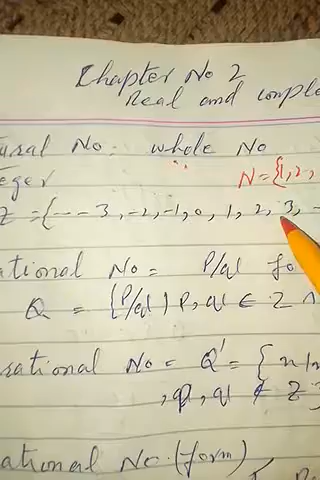 Chapter No 2
Real and comple
ural No: whole No
N = {1, 2,
eger
Z = {--- 3, -2, -1, 0, 1, 2, 3, -
ational No = P/q fo
Q = {P/q | P, q ∈ Z ∧
rational No = Q' = { x | x
, p, q ∉ Z
ational No. (form)